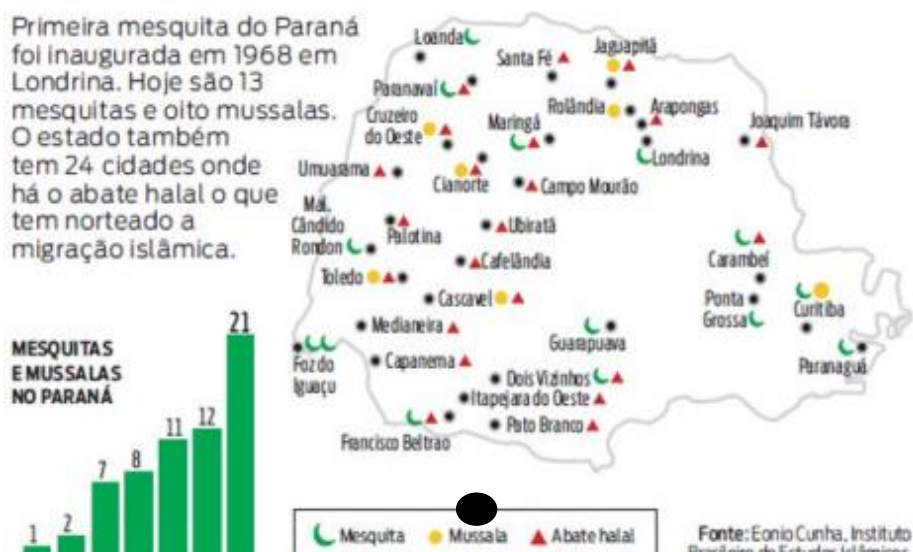 Primeira mesquita do Paraná
foi inaugurada em 1968 em
Londrina. Hoje são 13
mesquitas e oito mussalas.
O estado também
tem 24 cidades onde
há o abate halal o que
tem norteado a
migração islâmica.
Loanda
Santa Fé
Jaguapitã
Paranavaí
Rolândia
Arapongas
Cruzeiro
do Oeste
Maringá
Joaquim Távora
Londrina
Umuarama
Cianorte
Campo Mourão
Mal.
Cândido
Rondon
Palotina
Ubiratã
Cafelândia
Carambeí
Toledo
Cascavel
Ponta
Grossa
Curitiba
Medianeira
Guarapuava
Paranaguá
Foz do
Iguaçu
Capanema
Dois Vizinhos
Itapejara do Oeste
Pato Branco
Francisco Beltrão
MESQUITAS
E MUSSALAS
NO PARANÁ
1
2
7
8
11
12
21
Mesquita
Mussala
Abate halal
Fonte: Eonio Cunha, Instituto
Brasileiro de Estudos Islâmicos